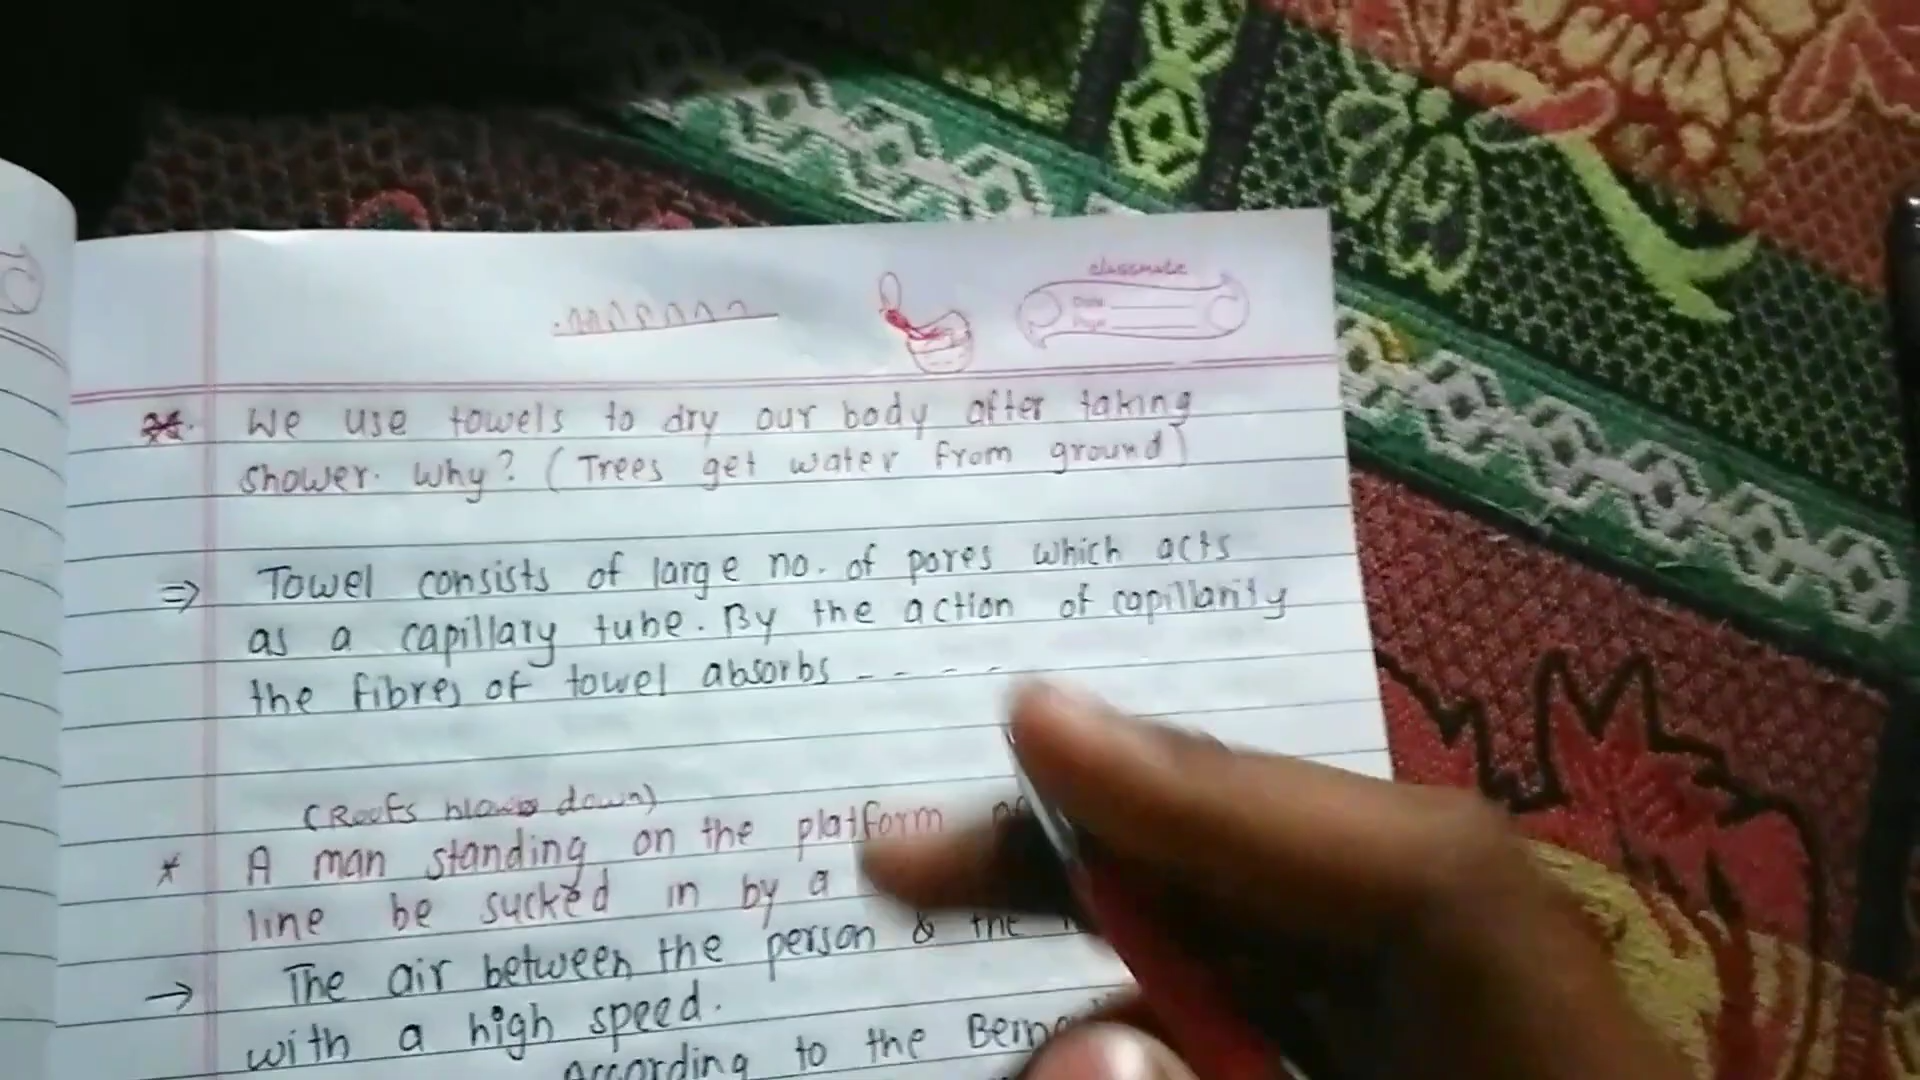 classmate
Date
Page
We use towels to dry our body after taking
shower. Why? (Trees get water from ground)
⇒ Towel consists of large no. of pores which acts
as a capillary tube. By the action of capillarity
the fibres of towel absorbs - - - -
(Roofs blows down)
* A man standing on the platform
line be sucked in by a
→ The air between the person & the
with a high speed.
According to the